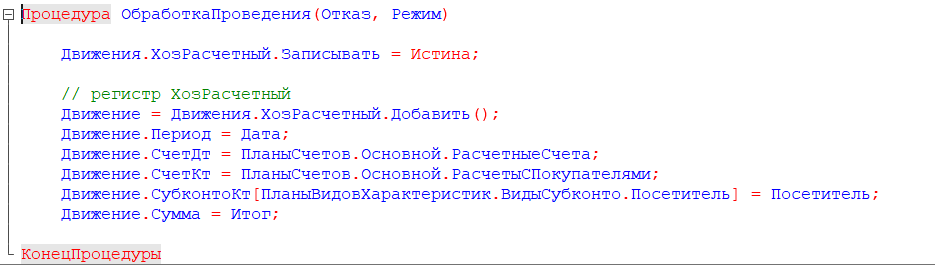 Процедура ОбработкаПроведения(Отказ, Режим)
Движения.ХозРасчетный.Записывать = Истина;
// регистр ХозРасчетный
Движение = Движения.ХозРасчетный.Добавить();
Движение.Период = Дата;
Движение.СчетДт = ПланыСчетов.Основной.РасчетныеСчета;
Движение.СчетКт = ПланыСчетов.Основной.РасчетыСПокупателями;
Движение.СубконтоКт[ПланыВидовХарактеристик.ВидыСубконто.Посетитель] = Посетитель;
Движение.Сумма = Итог;
КонецПроцедуры